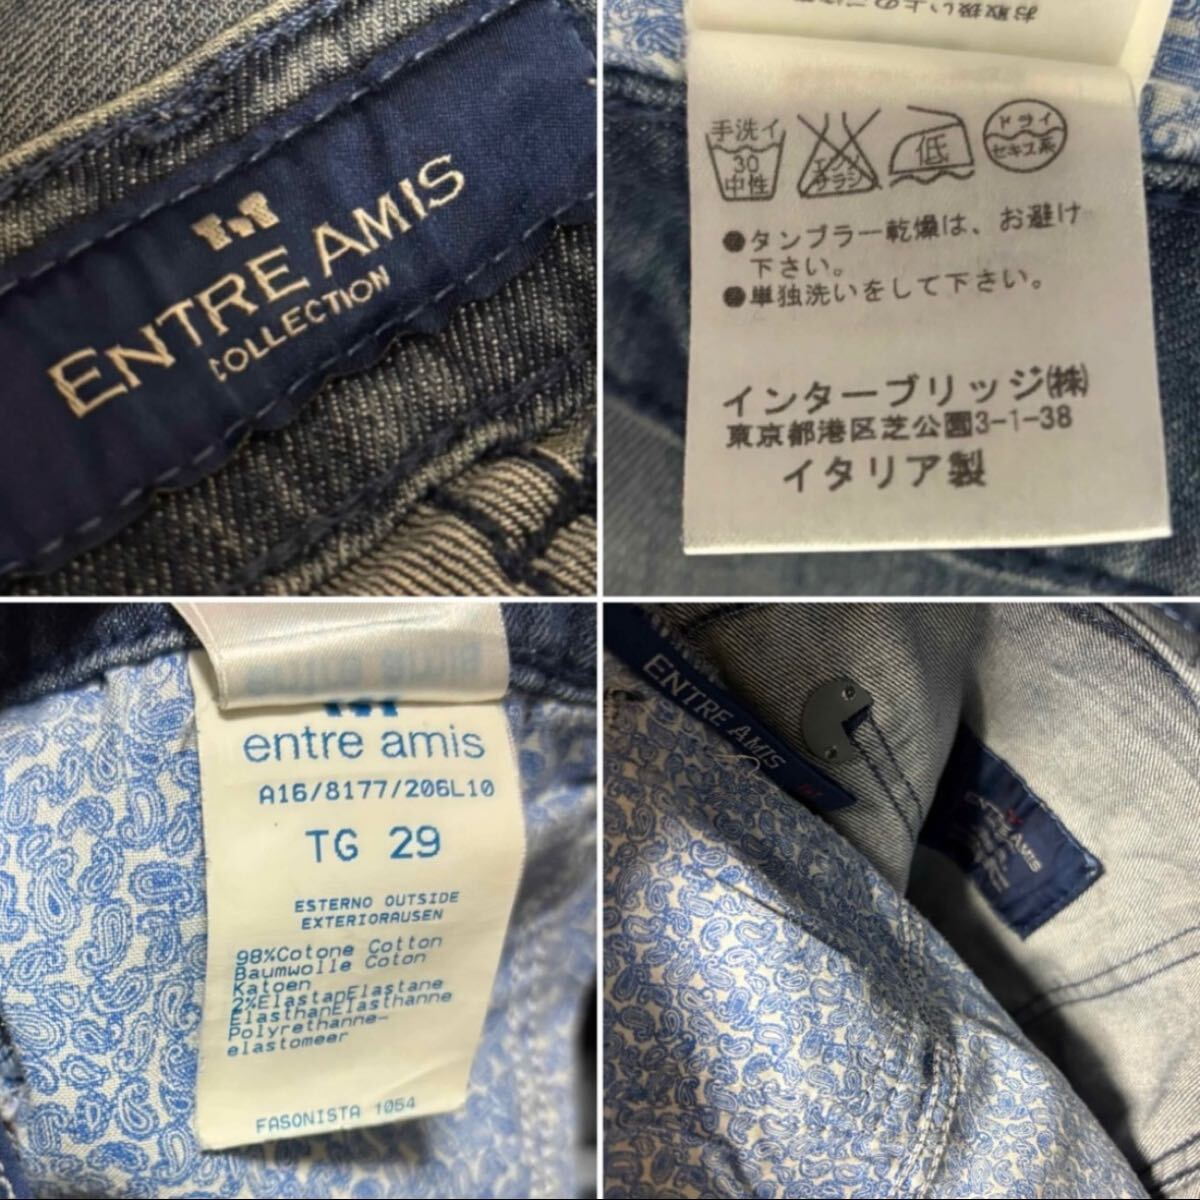 ENTRE AMIS
COLLECTION
手洗イ
30
中性
エンソ
サラシ
低
ドライ
セキユ系
●タンブラー乾燥は、お避け
下さい。
●単独洗いをして下さい。
インターブリッジ㈱
東京都港区芝公園3-1-38
イタリア製
entre amis
A16/8177/206L10
TG 29
ESTERNO OUTSIDE
EXTERIORAUSEN
98%Cotone Cotton
Baumwolle Coton
Katoen
2%ElastanElastane
ElasthanElasthanne
Polyrethanne-
elastomeer
FASONISTA 1054
ENTRE AMIS
ENTRE AMIS